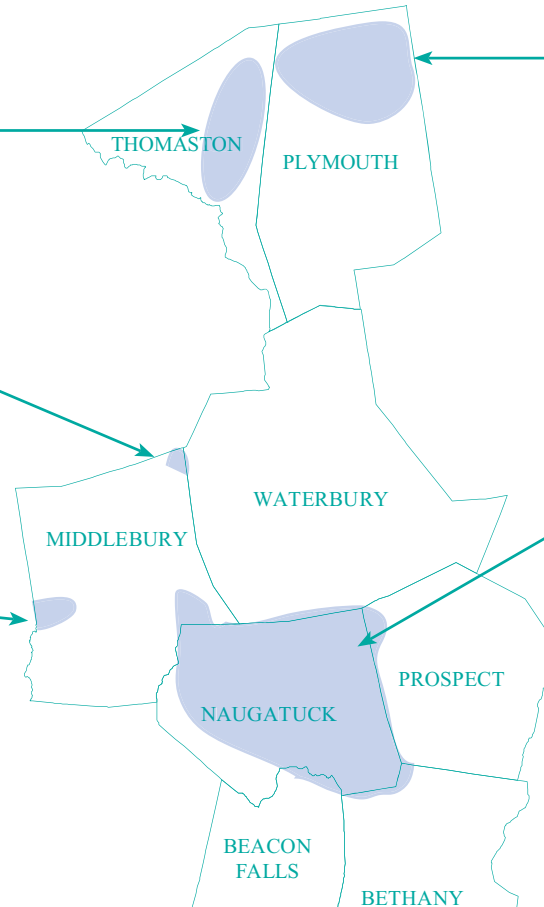 THOMASTON
PLYMOUTH
WATERBURY
MIDDLEBURY
PROSPECT
NAUGATUCK
BEACON
FALLS
BETHANY